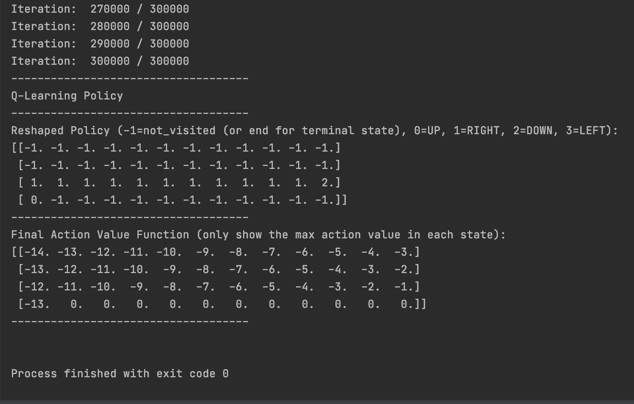 Iteration:  270000 / 300000
Iteration:  280000 / 300000
Iteration:  290000 / 300000
Iteration:  300000 / 300000
------------------------------------
Q-Learning Policy
------------------------------------
Reshaped Policy (-1=not_visited (or end for terminal state), 0=UP, 1=RIGHT, 2=DOWN, 3=LEFT):
[[-1. -1. -1. -1. -1. -1. -1. -1. -1. -1. -1. -1.]
 [-1. -1. -1. -1. -1. -1. -1. -1. -1. -1. -1. -1.]
 [ 1.  1.  1.  1.  1.  1.  1.  1.  1.  1.  1.  2.]
 [ 0. -1. -1. -1. -1. -1. -1. -1. -1. -1. -1. -1.]]
------------------------------------
Final Action Value Function (only show the max action value in each state):
[[-14. -13. -12. -11. -10.  -9.  -8.  -7.  -6.  -5.  -4.  -3.]
 [-13. -12. -11. -10.  -9.  -8.  -7.  -6.  -5.  -4.  -3.  -2.]
 [-12. -11. -10.  -9.  -8.  -7.  -6.  -5.  -4.  -3.  -2.  -1.]
 [-13.   0.   0.   0.   0.   0.   0.   0.   0.   0.   0.   0.]]
------------------------------------
Process finished with exit code 0